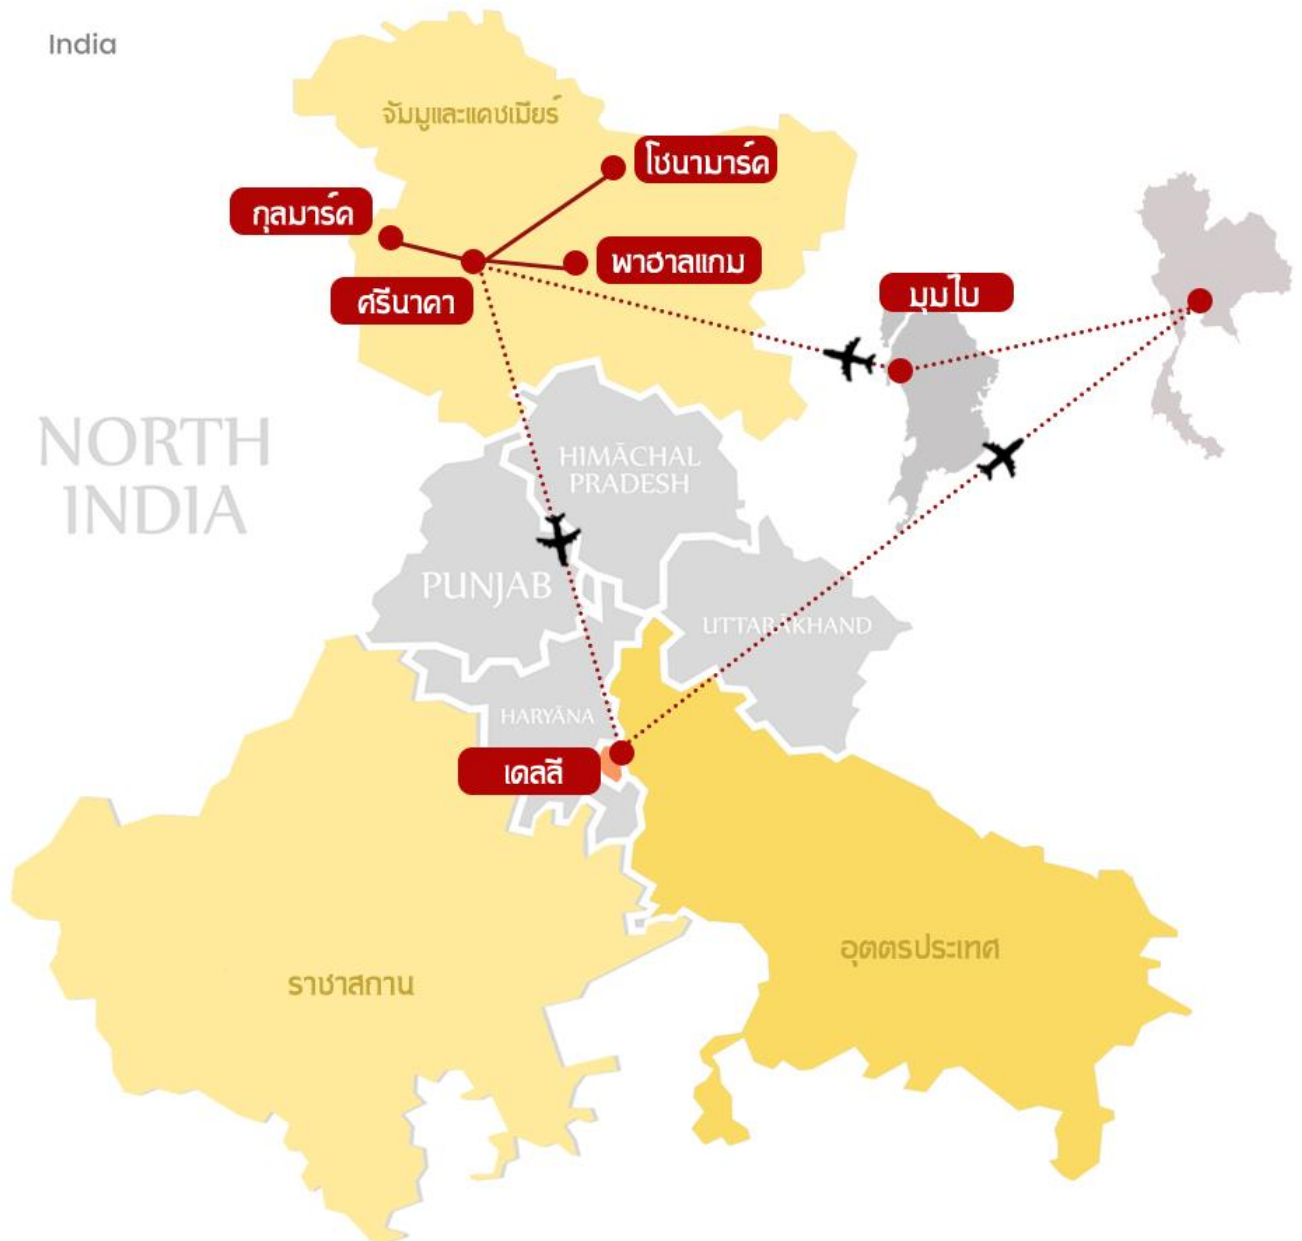 India
จัมมูและแคชเมียร์
โซนามาร์ค
กุลมาร์ค
พาฮาลแกม
ศรีนาคา
มุมไบ
NORTH
INDIA
HIMĀCHAL
PRADESH
PUNJAB
UTTARĀKHAND
HARYĀNA
เดลลี
อุตตรประเทศ
ราชาสถาน